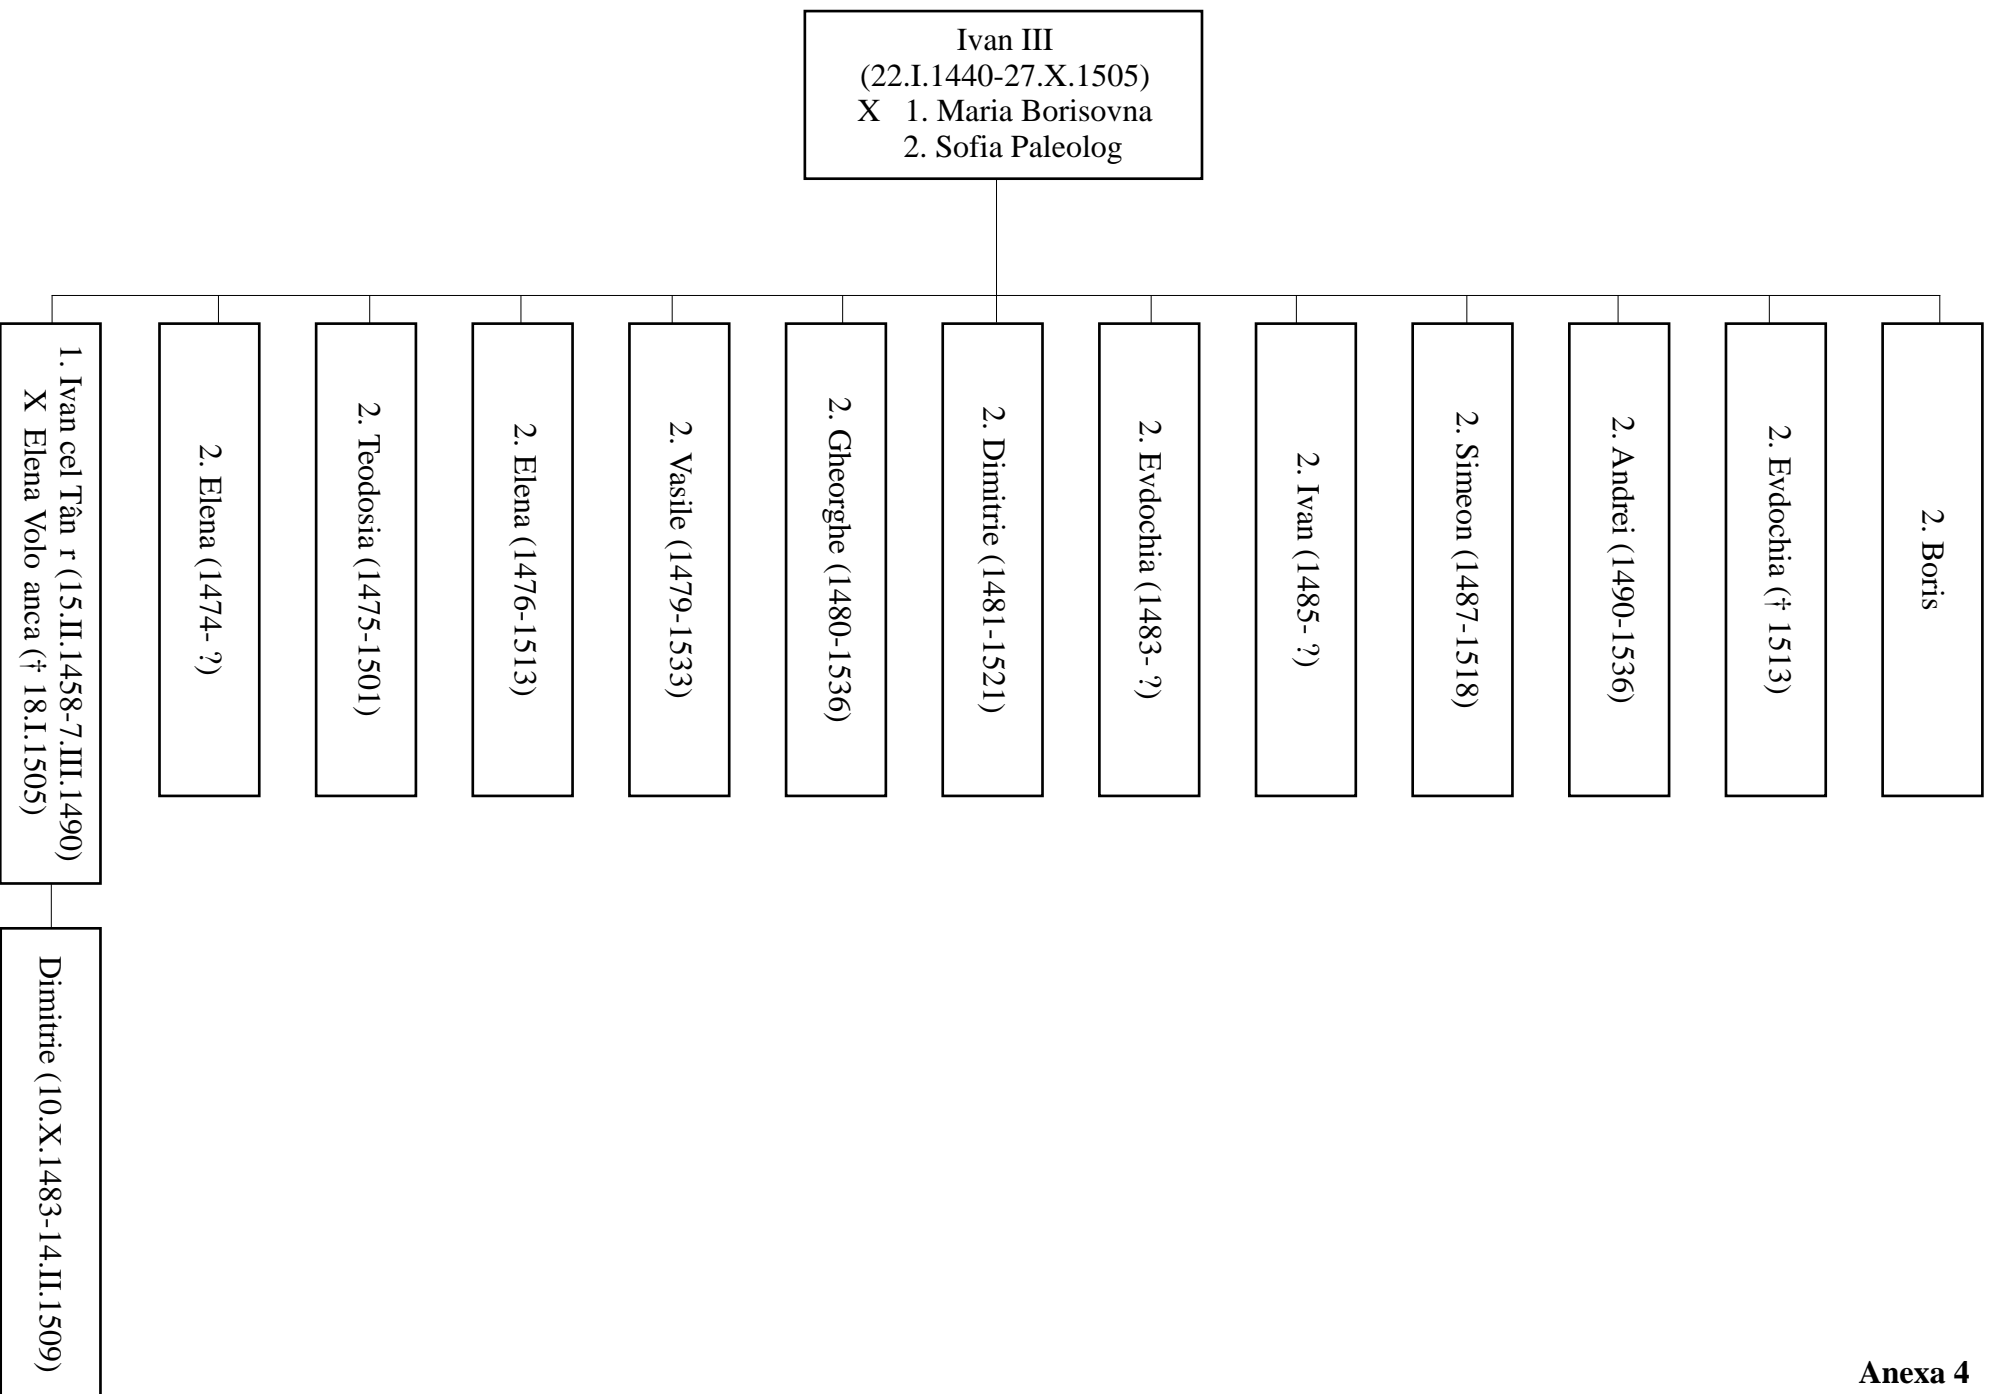 Ivan III
(22.I.1440-27.X.1505)
X 1. Maria Borisovna
2. Sofia Paleolog
1. Ivan cel Tân r (15.II.1458-7.III.1490)
X Elena Volo anca († 18.I.1505)
2. Elena (1474- ?)
2. Teodosia (1475-1501)
2. Elena (1476-1513)
2. Vasile (1479-1533)
2. Gheorghe (1480-1536)
2. Dimitrie (1481-1521)
2. Evdochia (1483- ?)
2. Ivan (1485- ?)
2. Simeon (1487-1518)
2. Andrei (1490-1536)
2. Evdochia († 1513)
2. Boris
Dimitrie (10.X.1483-14.II.1509)
Anexa 4